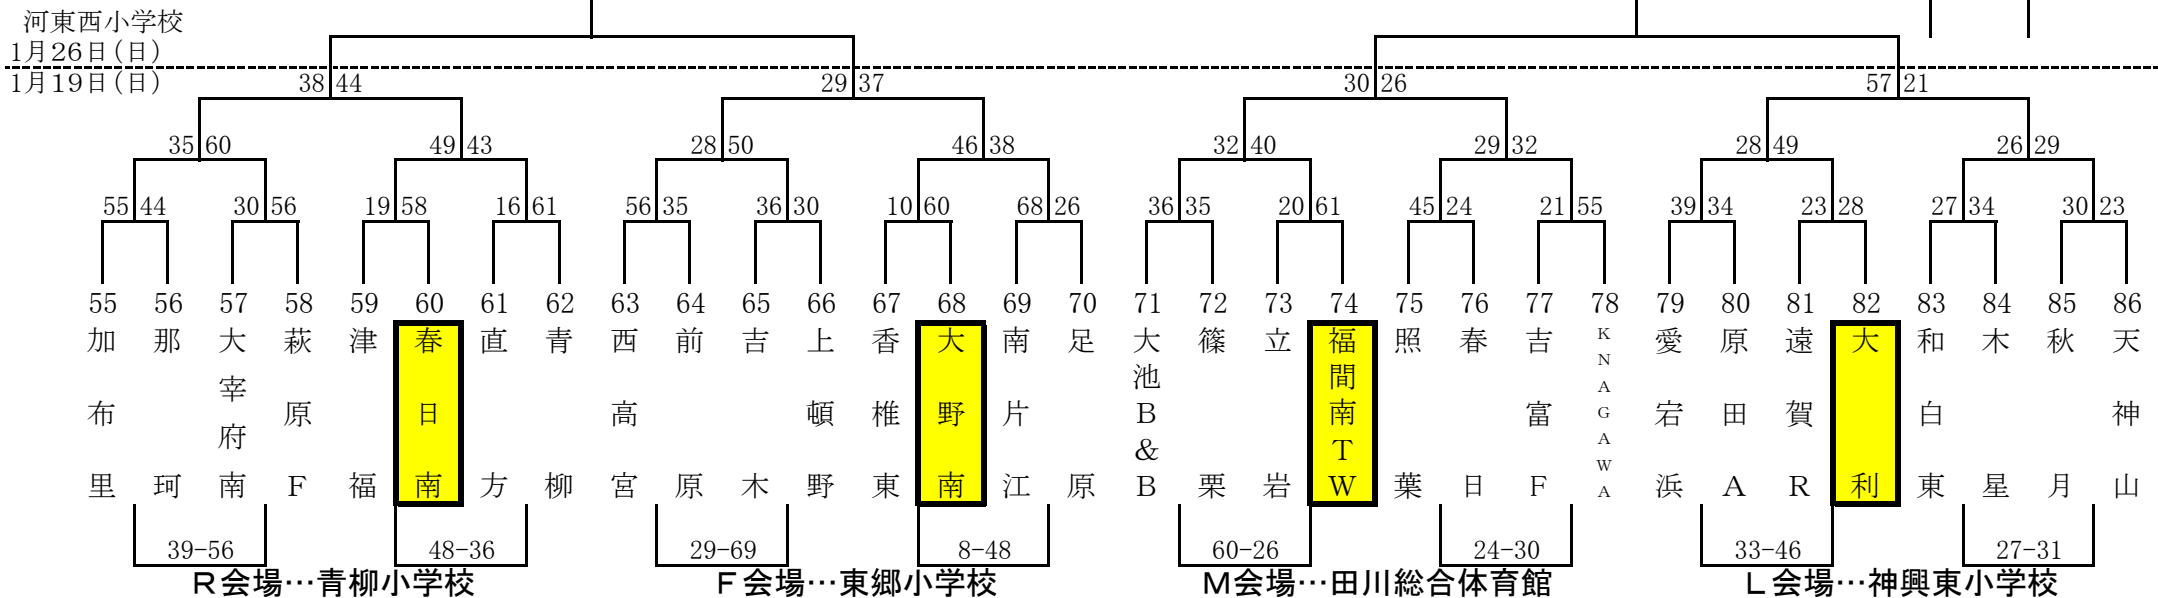 河東西小学校
1月26日(日)
1月19日(日)
38 44 29 37 30 26 57 21
35 60 49 43 28 50 46 38 32 40 29 32 28 49 26 29
55 44 30 56 19 58 16 61 56 35 36 30 10 60 68 26 36 35 20 61 45 24 21 55 39 34 23 28 27 34 30 23
55 56 57 58 59 60 61 62 63 64 65 66 67 68 69 70 71 72 73 74 75 76 77 78 79 80 81 82 83 84 85 86
加布里
那珂
大宰府南
萩原F
津福
春日南
直方
青柳
西高宮
前原
吉木
上頓野
香椎東
大野南
南片江
足原
大池B&B
篠栗
立岩
福間南TW
照葉
春日
吉富F
KNAGAWA
愛宕浜
原田A
遠賀R
大利
和白東
木星
秋月
天神山
39-56 48-36 29-69 8-48 60-26 24-30 33-46 27-31
R会場…青柳小学校 F会場…東郷小学校 M会場…田川総合体育館 L会場…神興東小学校